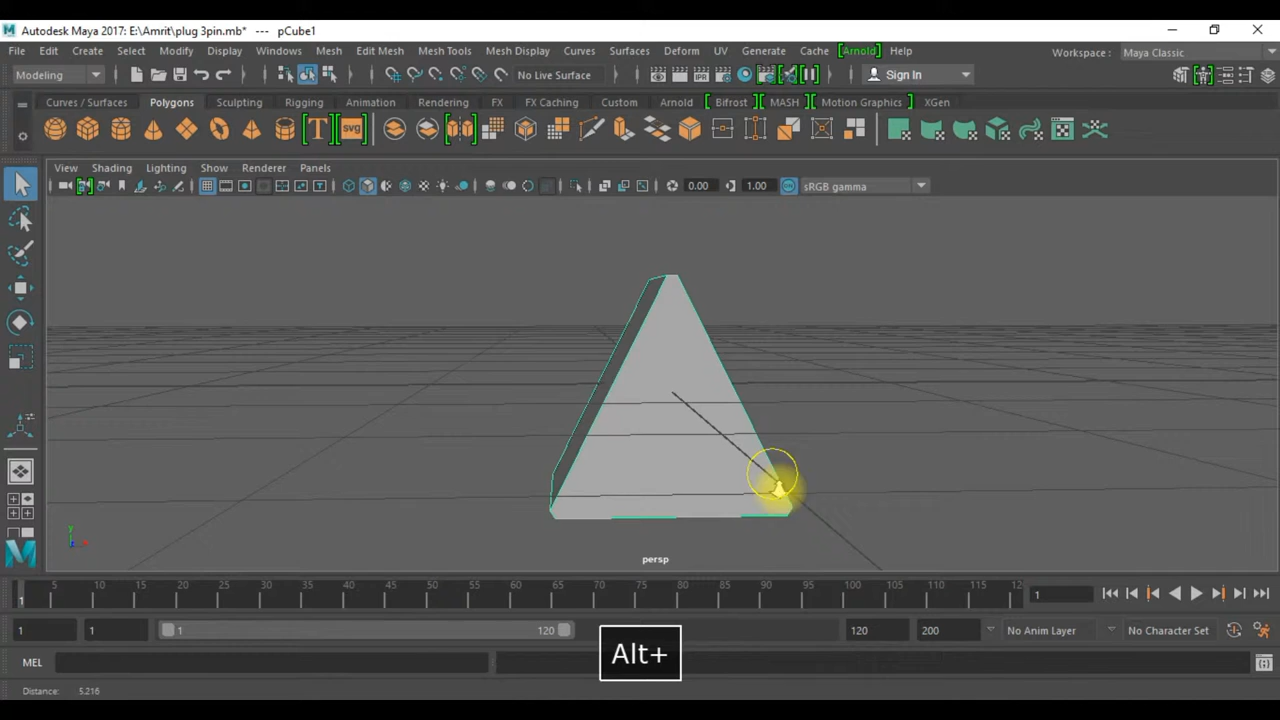 Autodesk Maya 2017: E:\Amrit\plug 3pin.mb* --- pCube1
File Edit Create Select Modify Display Windows Mesh Edit Mesh Mesh Tools Mesh Display Curves Surfaces Deform UV Generate Cache [Arnold] Help Workspace : Maya Classic
Modeling No Live Surface IPR Sign In
Curves / Surfaces Polygons Sculpting Rigging Animation Rendering FX FX Caching Custom Arnold Bifrost MASH Motion Graphics XGen
T svg
View Shading Lighting Show Renderer Panels
0.00 1.00 sRGB gamma
persp
y
5 10 15 20 25 30 35 40 45 50 55 60 65 70 75 80 85 90 95 100 105 110 115 12
1 1
1 1 1 120 120 200 No Anim Layer No Character Set
Alt+
MEL
Distance: 5.216